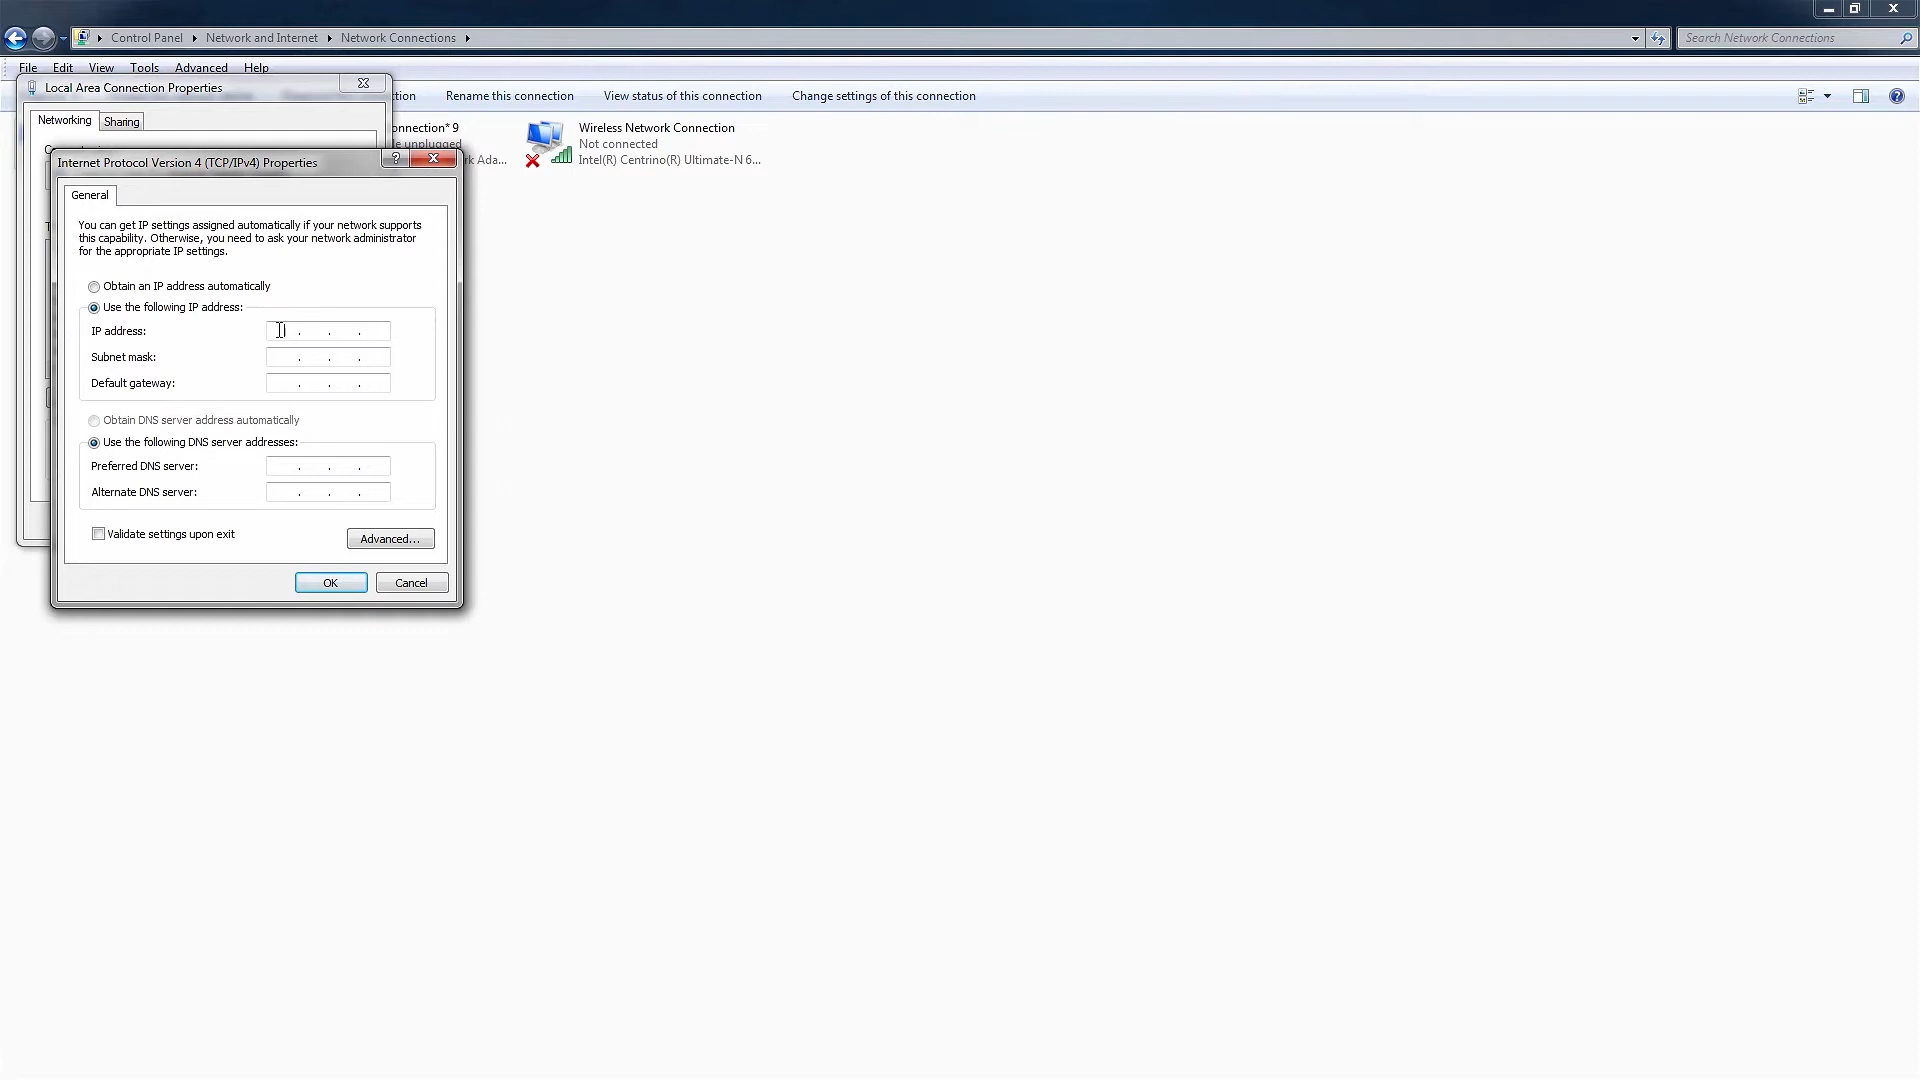 Control Panel Network and Internet Network Connections
Search Network Connections
File Edit View Tools Advanced Help
Local Area Connection Properties
Rename this connection View status of this connection Change settings of this connection
Networking Sharing
onnection* 9
unplugged
rk Ada...
Wireless Network Connection
Not connected
Intel(R) Centrino(R) Ultimate-N 6...
Internet Protocol Version 4 (TCP/IPv4) Properties
General
You can get IP settings assigned automatically if your network supports
this capability. Otherwise, you need to ask your network administrator
for the appropriate IP settings.
Obtain an IP address automatically
Use the following IP address:
IP address: . . .
Subnet mask: . . .
Default gateway: . . .
Obtain DNS server address automatically
Use the following DNS server addresses:
Preferred DNS server: . . .
Alternate DNS server: . . .
Validate settings upon exit
Advanced...
OK Cancel